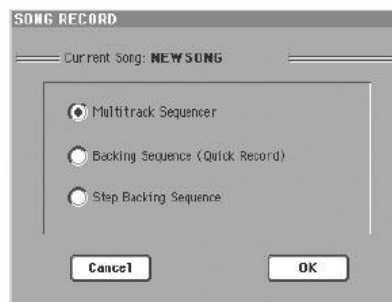 SONG RECORD
Current Song: NEWSONG
Multitrack Sequencer
Backing Sequence (Quick Record)
Step Backing Sequence
Cancel
OK